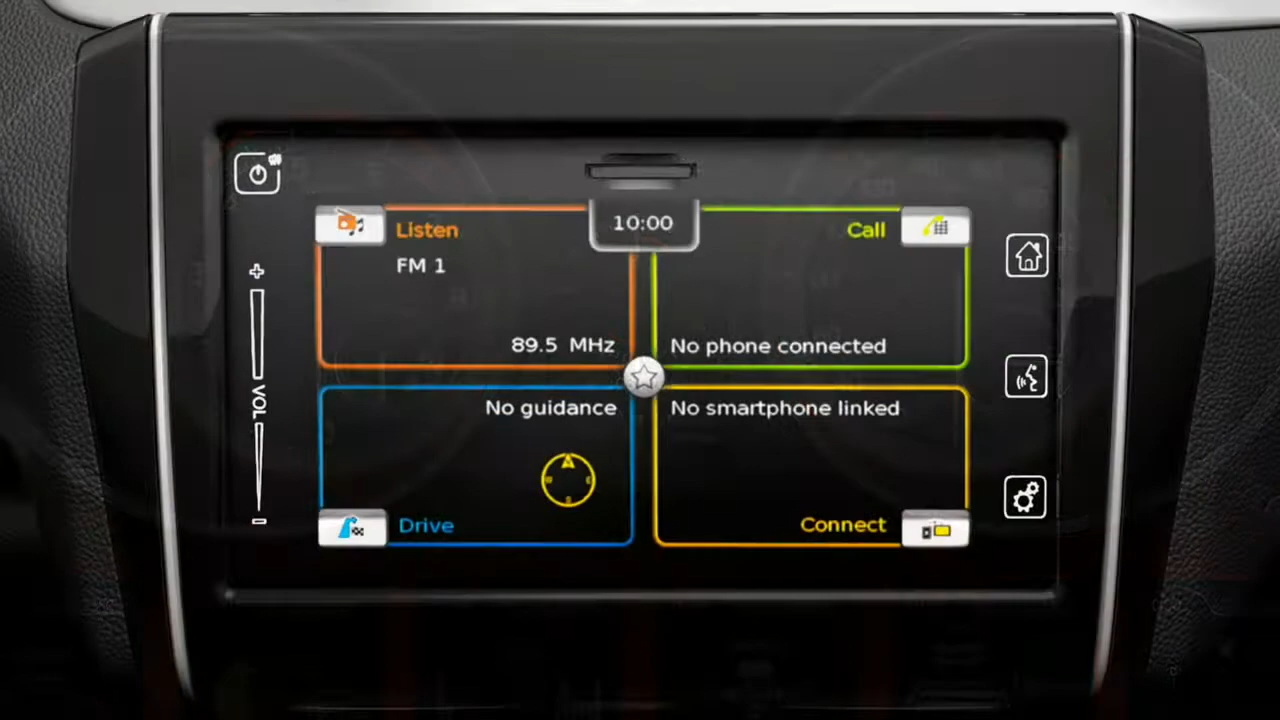 10:00
Listen
FM 1
89.5 MHz
Call
No phone connected
No guidance
Drive
No smartphone linked
Connect
+
VOL
-